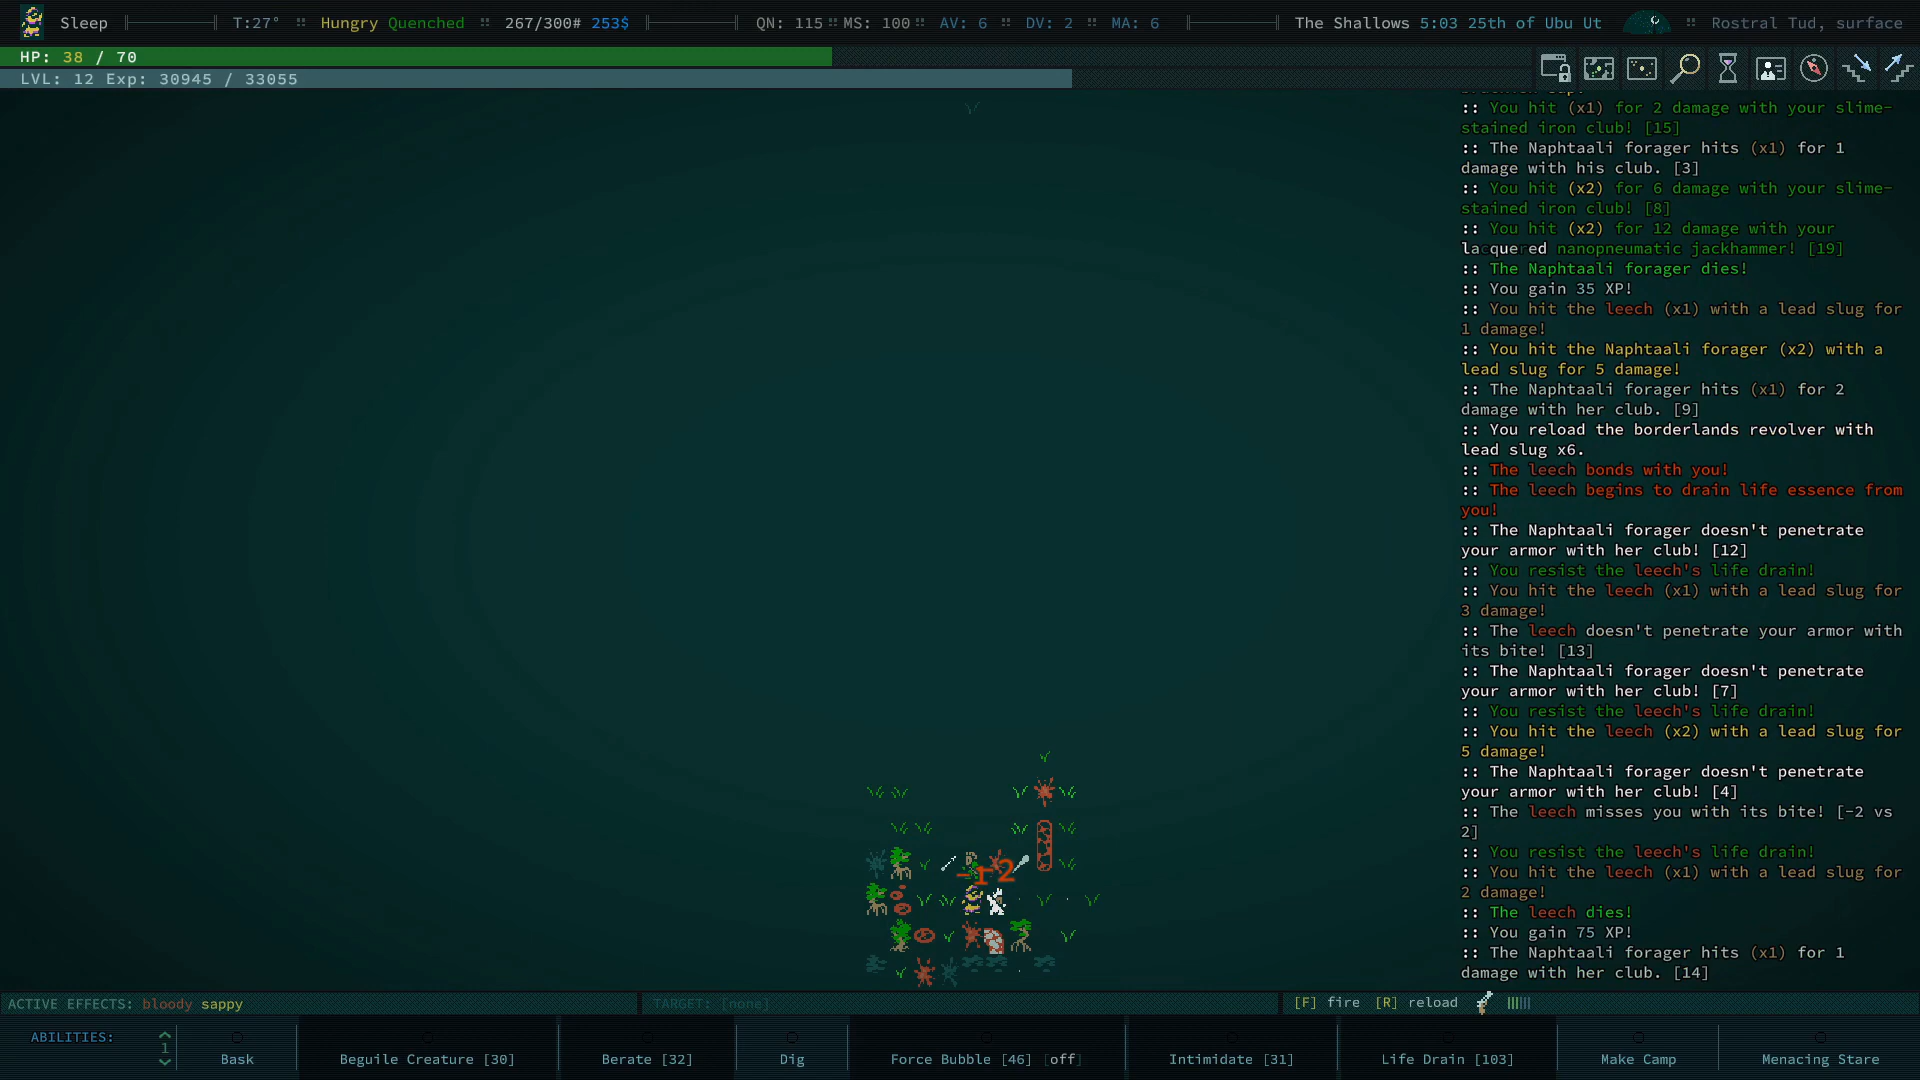 Sleep T:27° :: Hungry Quenched :: 267/300# 253$ QN: 115 :: MS: 100 :: AV: 6 :: DV: 2 :: MA: 6 The Shallows 5:03 25th of Ubu Ut :: Rostral Tud, surface
HP: 38 / 70
LVL: 12 Exp: 30945 / 33055
:: You hit (x1) for 2 damage with your slime-
stained iron club! [15]
:: The Naphtaali forager hits (x1) for 1
damage with his club. [3]
:: You hit (x2) for 6 damage with your slime-
stained iron club! [8]
:: You hit (x2) for 12 damage with your
lacquered nanopneumatic jackhammer! [19]
:: The Naphtaali forager dies!
:: You gain 35 XP!
:: You hit the leech (x1) with a lead slug for
1 damage!
:: You hit the Naphtaali forager (x2) with a
lead slug for 5 damage!
:: The Naphtaali forager hits (x1) for 2
damage with her club. [9]
:: You reload the borderlands revolver with
lead slug x6.
:: The leech bonds with you!
:: The leech begins to drain life essence from
you!
:: The Naphtaali forager doesn't penetrate
your armor with her club! [12]
:: You resist the leech's life drain!
:: You hit the leech (x1) with a lead slug for
3 damage!
:: The leech doesn't penetrate your armor with
its bite! [13]
:: The Naphtaali forager doesn't penetrate
your armor with her club! [7]
:: You resist the leech's life drain!
:: You hit the leech (x2) with a lead slug for
5 damage!
:: The Naphtaali forager doesn't penetrate
your armor with her club! [4]
:: The leech misses you with its bite! [-2 vs
2]
:: You resist the leech's life drain!
:: You hit the leech (x1) with a lead slug for
2 damage!
:: The leech dies!
:: You gain 75 XP!
:: The Naphtaali forager hits (x1) for 1
damage with her club. [14]
-1 2
ACTIVE EFFECTS: bloody sappy TARGET: [none] [F] fire [R] reload
ABILITIES: 1 Bask Beguile Creature [30] Berate [32] Dig Force Bubble [46] [off] Intimidate [31] Life Drain [103] Make Camp Menacing Stare